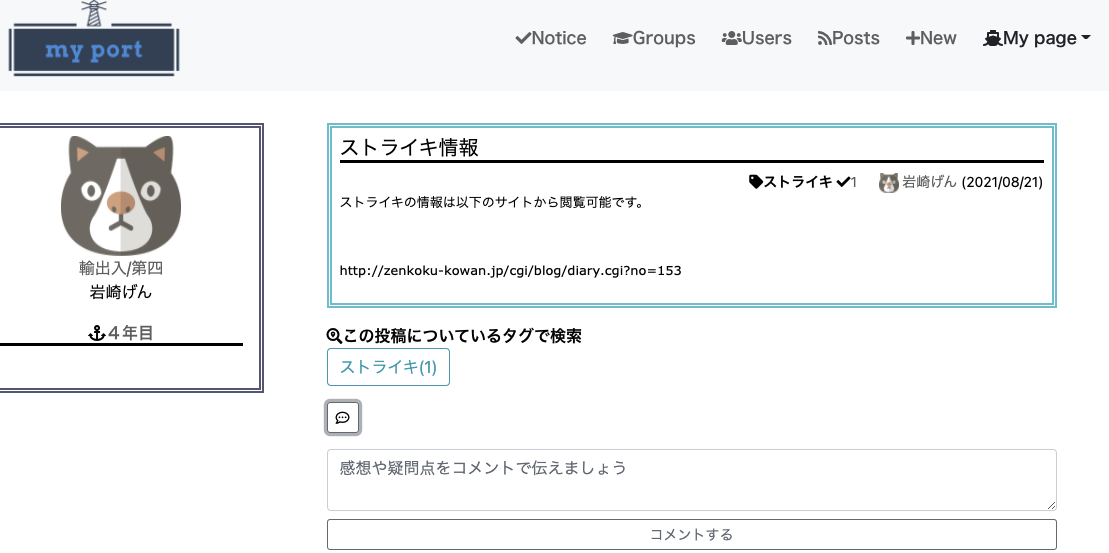 my port
Notice Groups Users Posts New My page
輸出入/第四
岩崎げん
4年目
ストライキ情報
ストライキ 1 岩崎げん (2021/08/21)
ストライキの情報は以下のサイトから閲覧可能です。
http://zenkoku-kowan.jp/cgi/blog/diary.cgi?no=153
この投稿についているタグで検索
ストライキ(1)
感想や疑問点をコメントで伝えましょう
コメントする